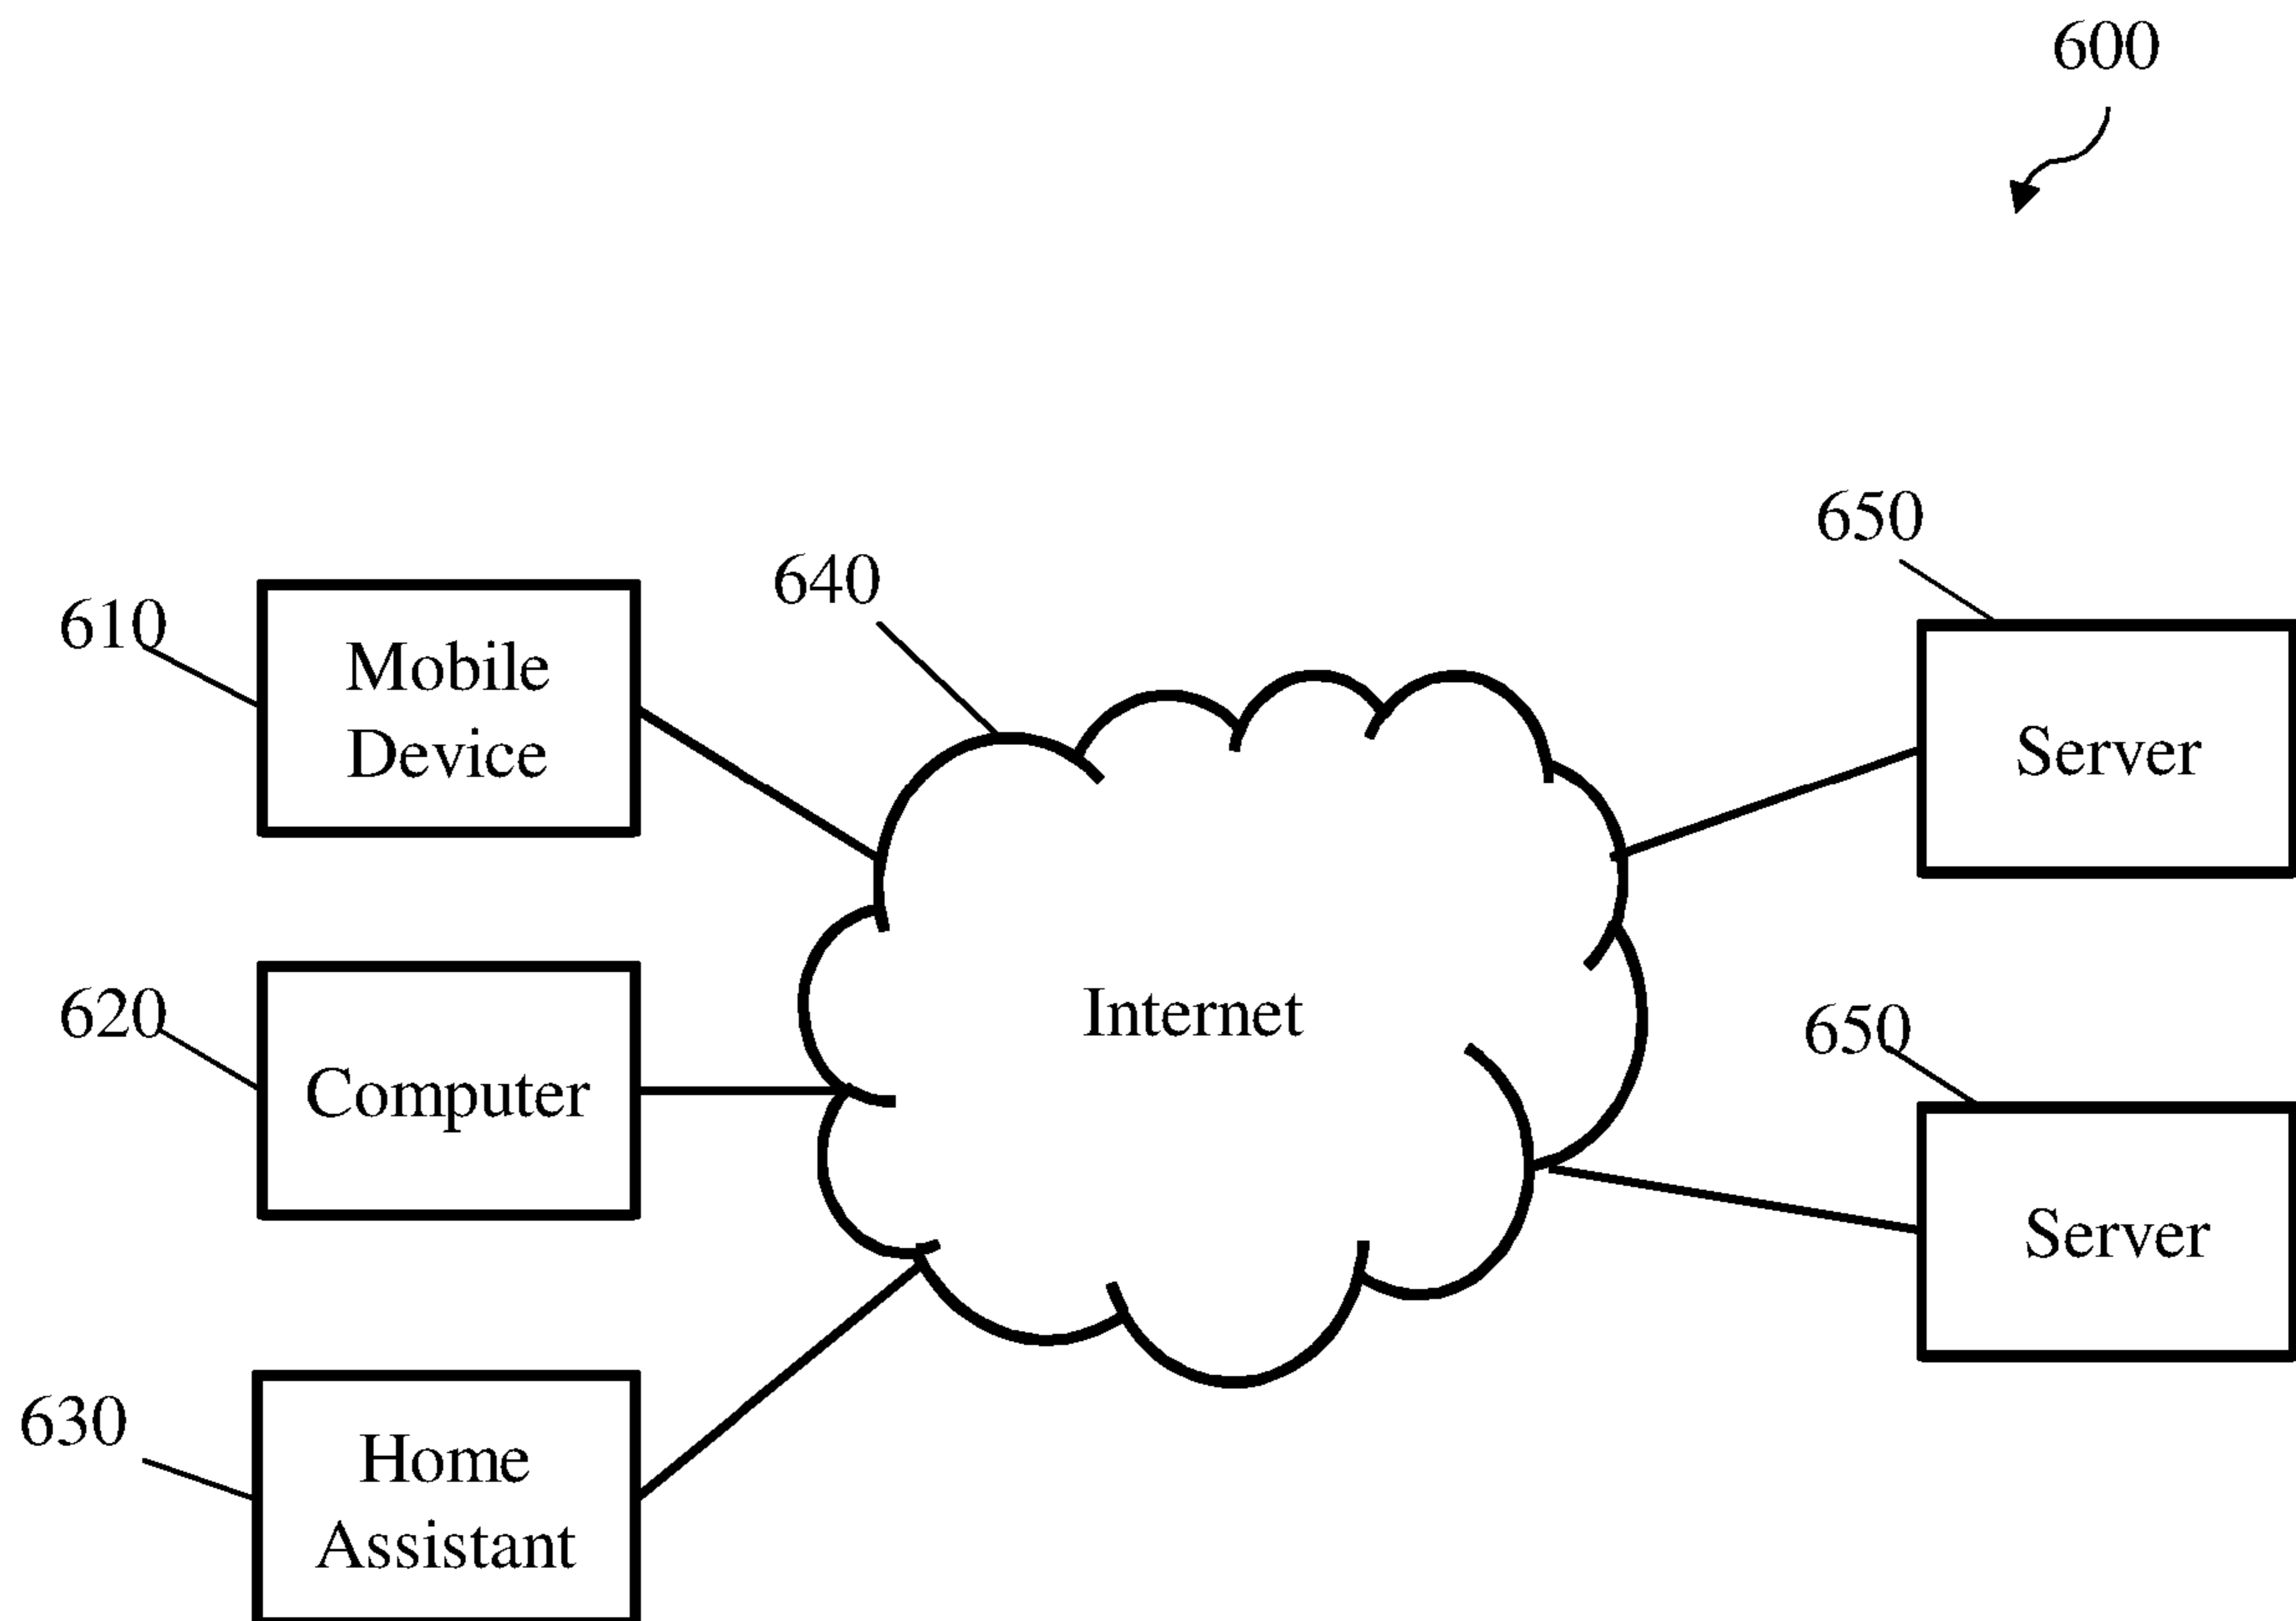 600
650
640
610
Mobile
Device
Server
620
Computer
Internet
650
Server
630
Home
Assistant